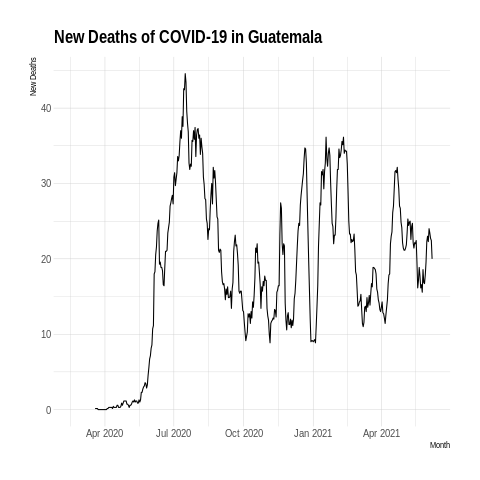 New Deaths of COVID-19 in Guatemala
New Deaths
40
30
20
10
0
Apr 2020 Jul 2020 Oct 2020 Jan 2021 Apr 2021
Month